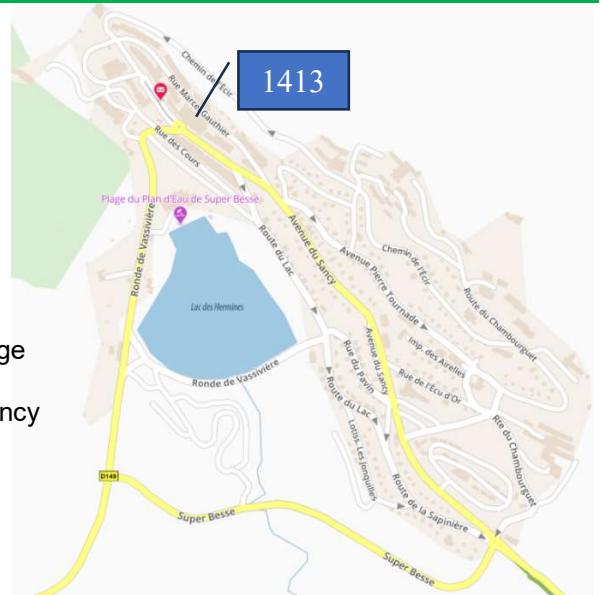 1413
Chemin de l'Écir
Rue Marcel Gauthier
Rue des Cours
Plage du Plan d'Eau de Super Besse
Ronde de Vassivière
Route du Lac
Avenue du Sancy
Avenue Pierre Tournade
Chemin de l'Écir
Route du Chambourguet
Lac des Hermines
ge
ncy
Ronde de Vassivière
Rue du Pavin
Avenue du Sancy
Imp. des Airelles
Rue de l'Écu d'Or
Route du Lac
Lotiss. Les Jonquilles
Rte du Chambourguet
D149
Route de la Sapinière
Super Besse
Super Besse